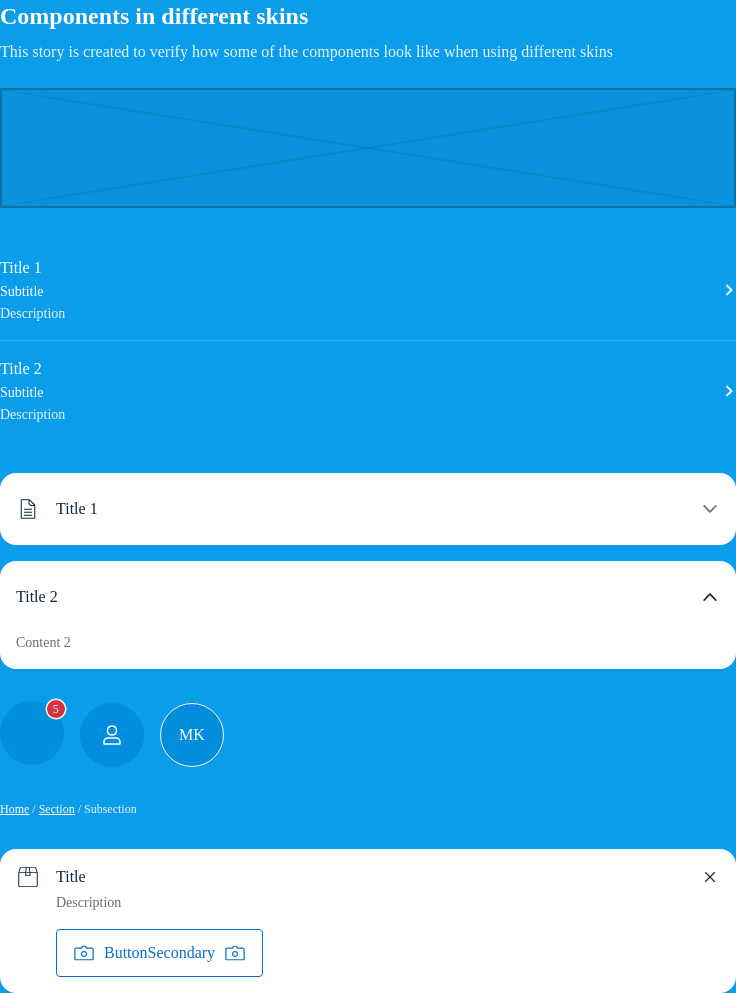 Components in different skins
This story is created to verify how some of the components look like when using different skins
Title 1
Subtitle
Description
Title 2
Subtitle
Description
Title 1
Title 2
Content 2
5
MK
Home / Section / Subsection
Title
Description
ButtonSecondary